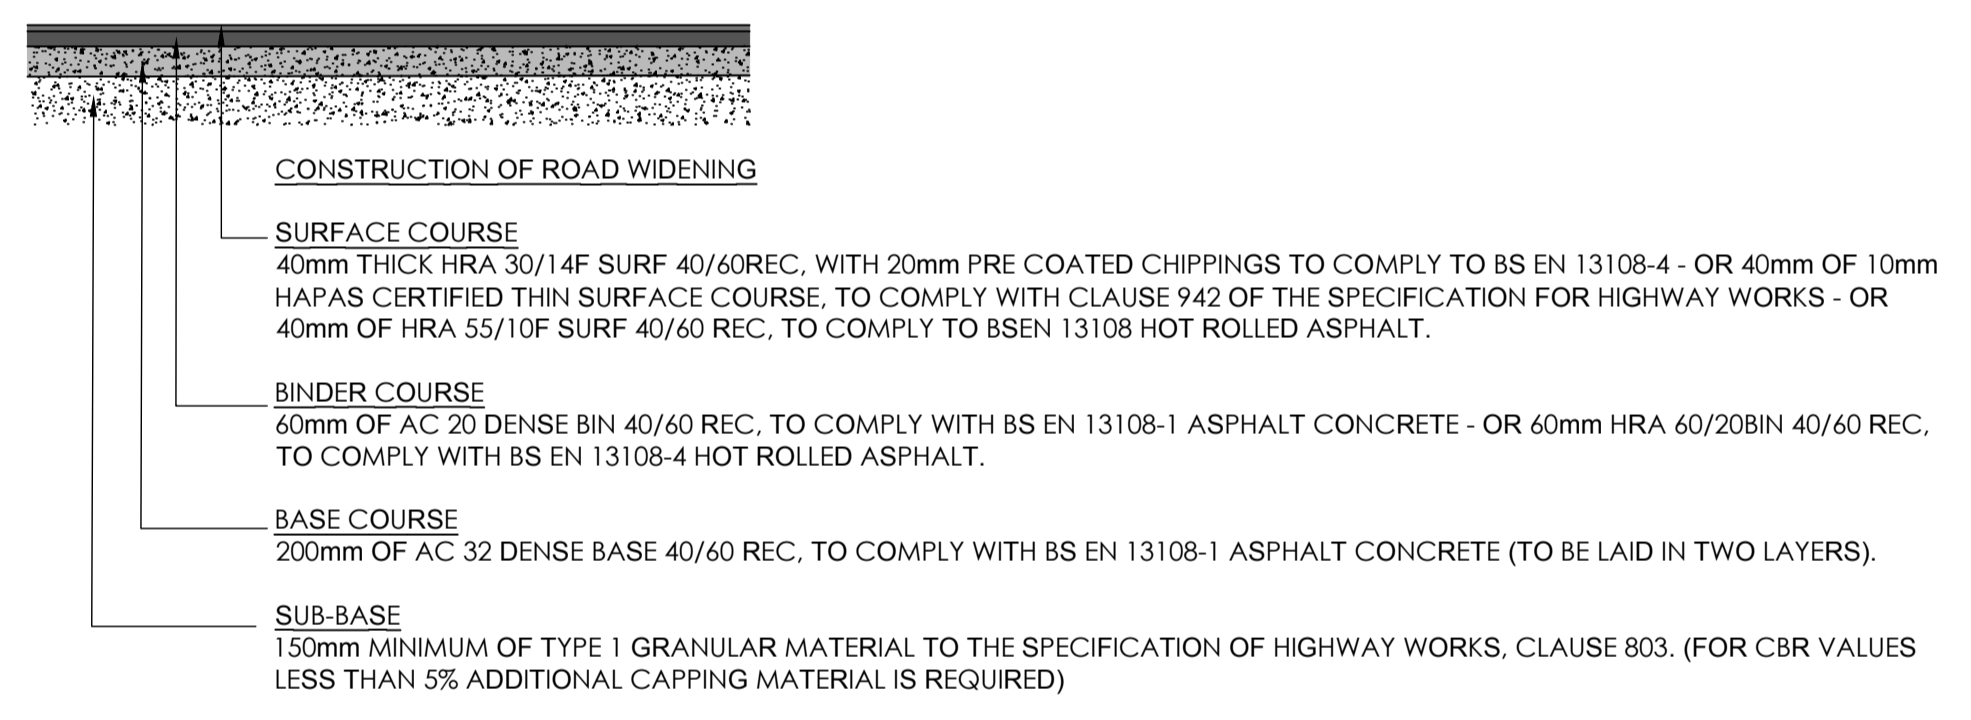 CONSTRUCTION OF ROAD WIDENING
SURFACE COURSE
40mm THICK HRA 30/14F SURF 40/60REC, WITH 20mm PRE COATED CHIPPINGS TO COMPLY TO BS EN 13108-4 - OR 40mm OF 10mm
HAPAS CERTIFIED THIN SURFACE COURSE, TO COMPLY WITH CLAUSE 942 OF THE SPECIFICATION FOR HIGHWAY WORKS - OR
40mm OF HRA 55/10F SURF 40/60 REC, TO COMPLY TO BSEN 13108 HOT ROLLED ASPHALT.
BINDER COURSE
60mm OF AC 20 DENSE BIN 40/60 REC, TO COMPLY WITH BS EN 13108-1 ASPHALT CONCRETE - OR 60mm HRA 60/20BIN 40/60 REC,
TO COMPLY WITH BS EN 13108-4 HOT ROLLED ASPHALT.
BASE COURSE
200mm OF AC 32 DENSE BASE 40/60 REC, TO COMPLY WITH BS EN 13108-1 ASPHALT CONCRETE (TO BE LAID IN TWO LAYERS).
SUB-BASE
150mm MINIMUM OF TYPE 1 GRANULAR MATERIAL TO THE SPECIFICATION OF HIGHWAY WORKS, CLAUSE 803. (FOR CBR VALUES
LESS THAN 5% ADDITIONAL CAPPING MATERIAL IS REQUIRED)